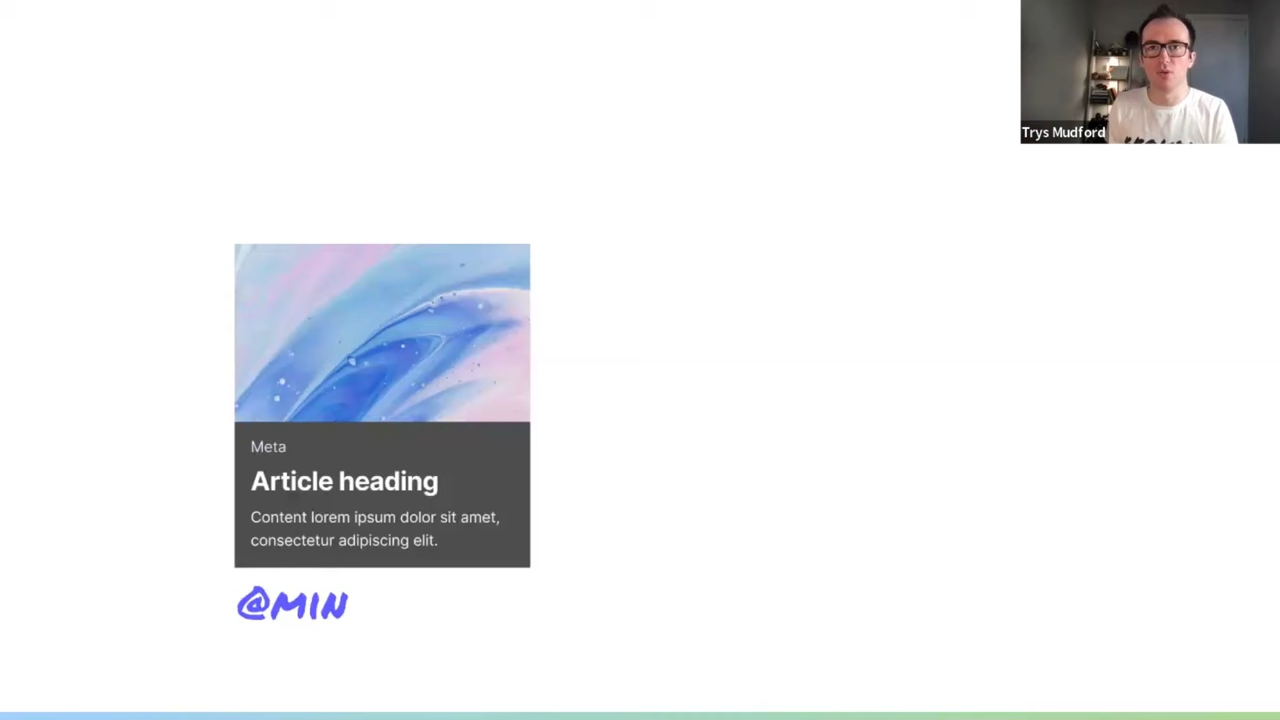 Trys Mudford
Meta
Article heading
Content lorem ipsum dolor sit amet,
consectetur adipiscing elit.
@MIN